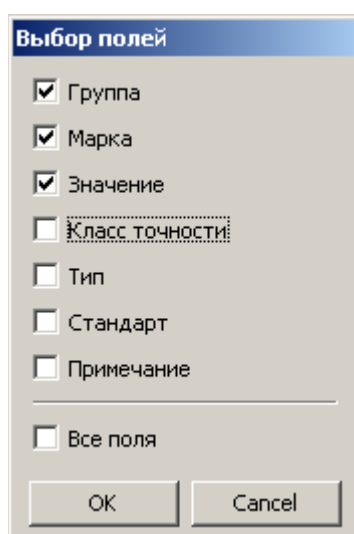 Выбор полей
Группа
Марка
Значение
Класс точности
Тип
Стандарт
Примечание
Все поля
OK Cancel